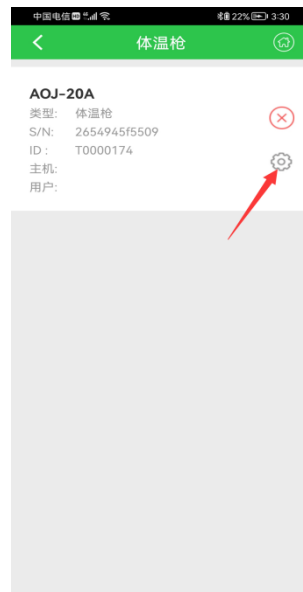 中国电信 HD 22% 3:30
体温枪
AOJ-20A
类型: 体温枪
S/N: 2654945f5509
ID : T0000174
主机:
用户: